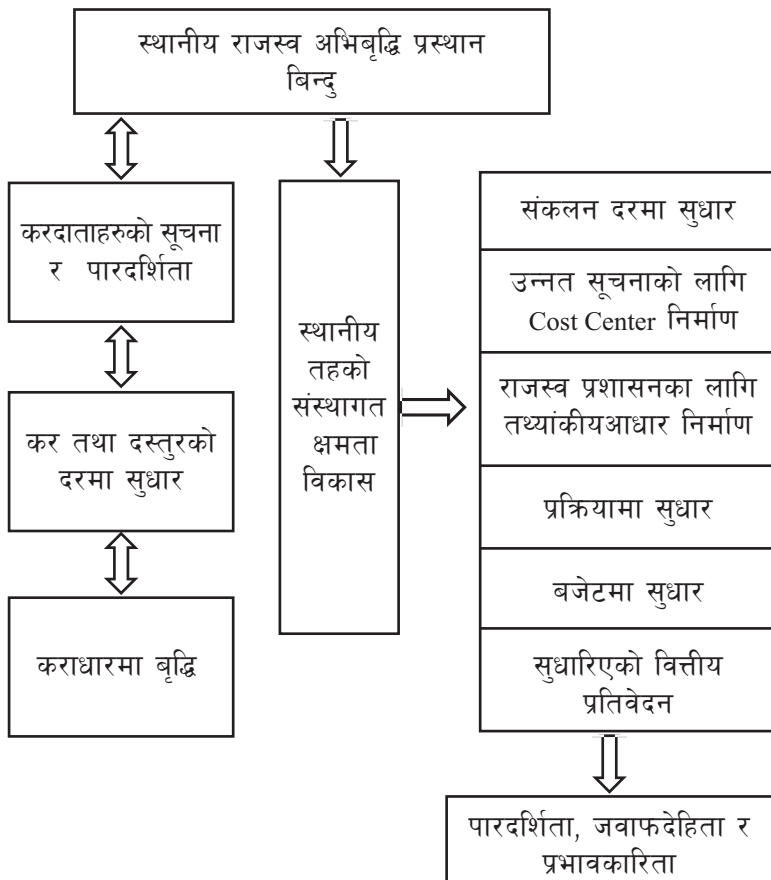 स्थानीय राजस्व अभिबृद्धि प्रस्थान
बिन्दु
करदाताहरुको सूचना
र पारदर्शिता
कर तथा दस्तुरको
दरमा सुधार
कराधारमा बृद्धि
स्थानीय
तहको
संस्थागत
क्षमता
विकास
संकलन दरमा सुधार
उन्नत सूचनाको लागि
Cost Center निर्माण
राजस्व प्रशासनका लागि
तथ्यांकीयआधार निर्माण
प्रक्रियामा सुधार
बजेटमा सुधार
सुधारिएको वित्तीय
प्रतिवेदन
पारदर्शिता, जवाफदेहिता र
प्रभावकारिता